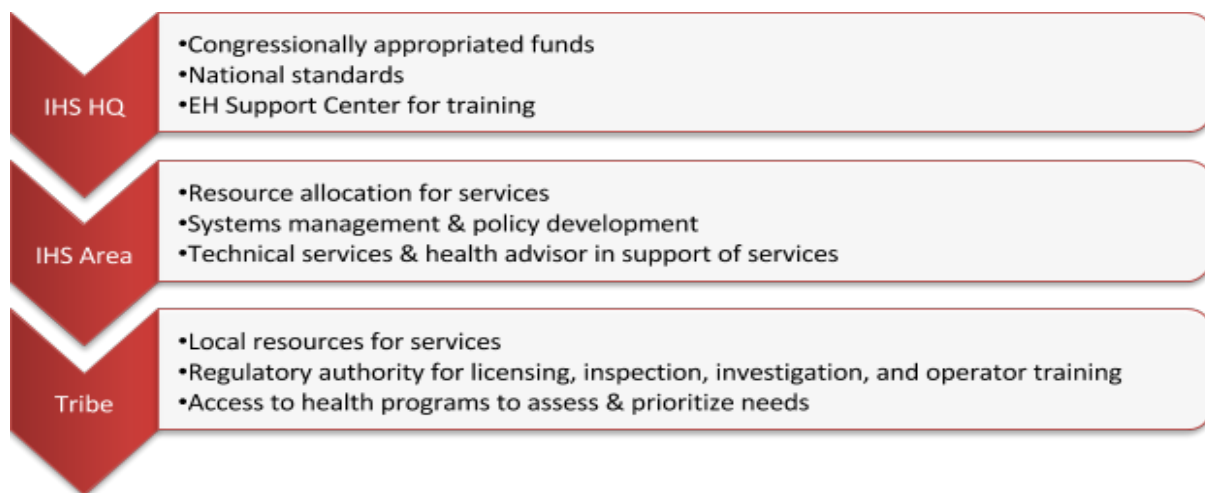 IHS HQ
•Congressionally appropriated funds
•National standards
•EH Support Center for training
IHS Area
•Resource allocation for services
•Systems management & policy development
•Technical services & health advisor in support of services
Tribe
•Local resources for services
•Regulatory authority for licensing, inspection, investigation, and operator training
•Access to health programs to assess & prioritize needs